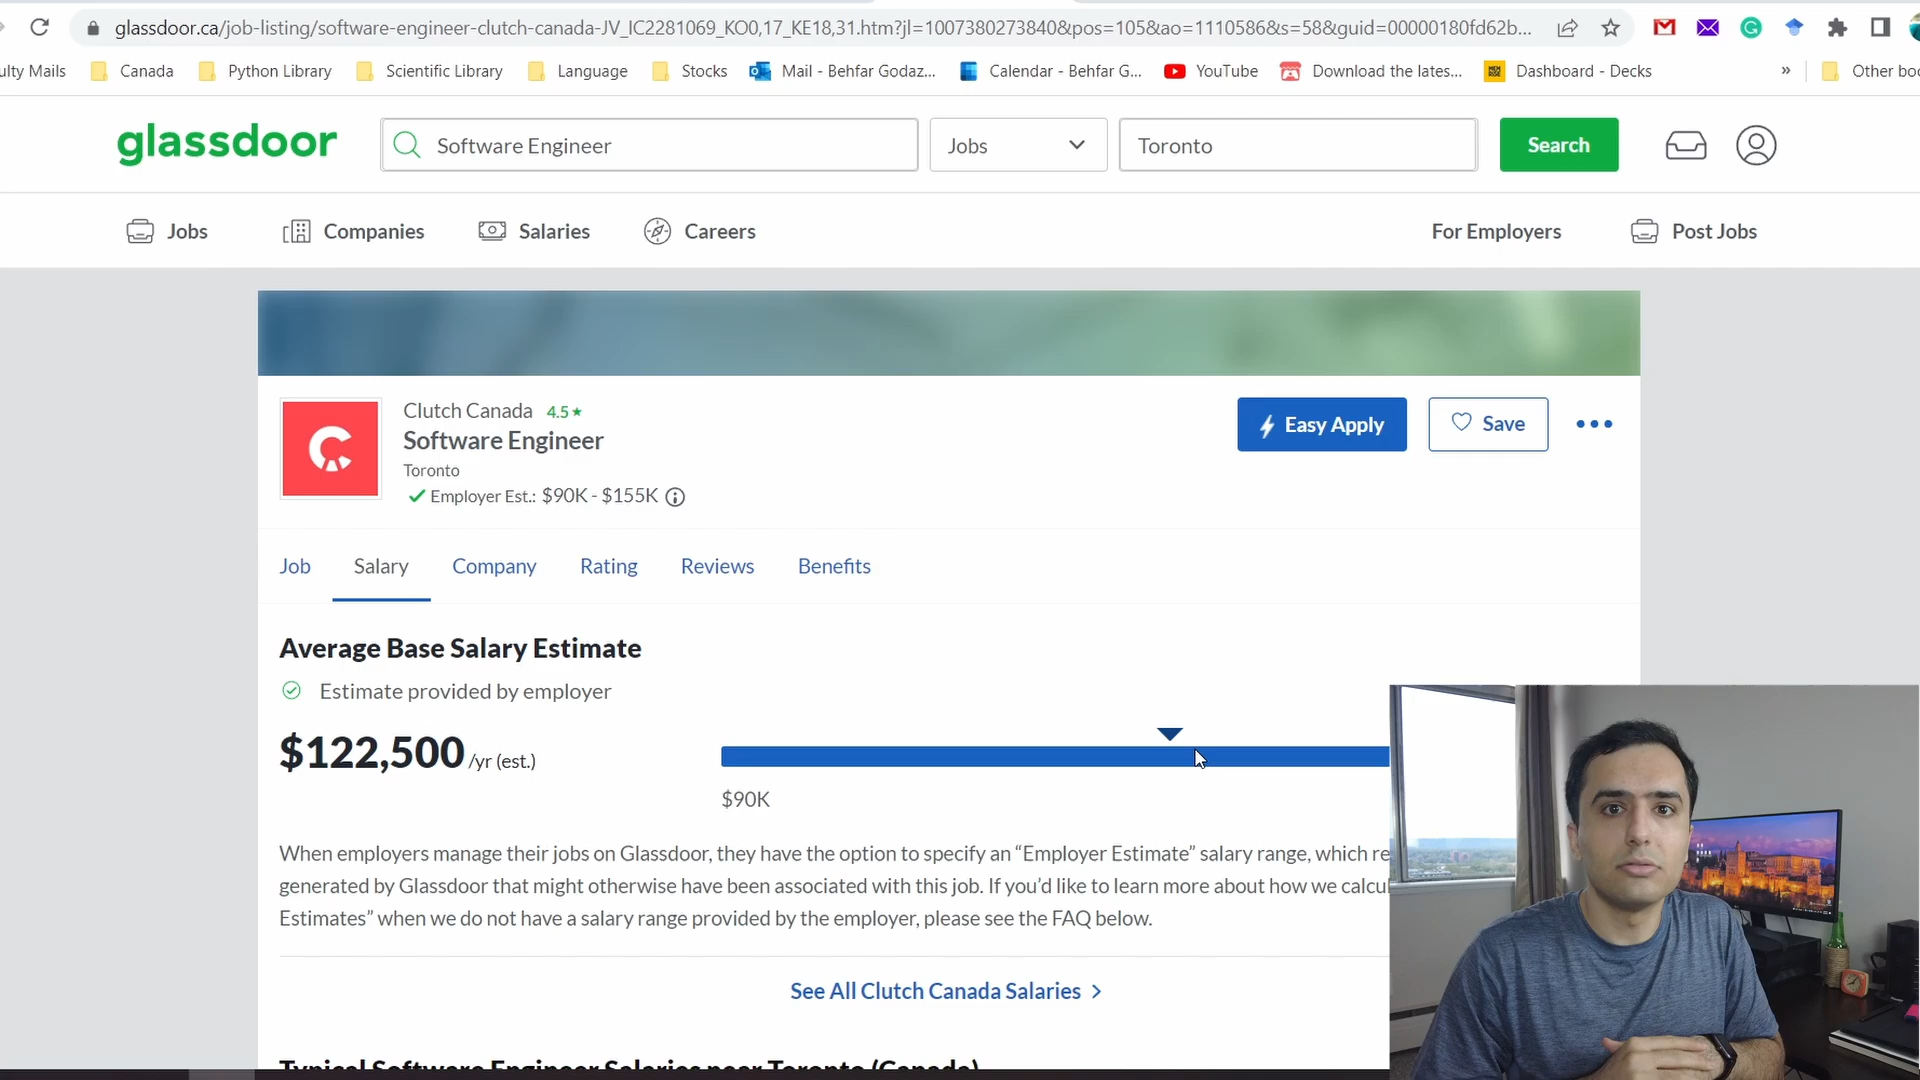 glassdoor.ca/job-listing/software-engineer-clutch-canada-JV_IC2281069_KO0,17_KE18,31.htm?jl=1007380273840&pos=105&ao=1110586&s=58&guid=00000180fd62b...
ulty Mails Canada Python Library Scientific Library Language Stocks Mail - Behfar Godaz... Calendar - Behfar G... YouTube Download the lates... Dashboard - Decks » Other boo
glassdoor Software Engineer Jobs Toronto Search
Jobs Companies Salaries Careers For Employers Post Jobs
Clutch Canada 4.5★
Software Engineer
Toronto
Employer Est.: $90K - $155K
Easy Apply Save
Job Salary Company Rating Reviews Benefits
Average Base Salary Estimate
Estimate provided by employer
$122,500 /yr (est.)
$90K
When employers manage their jobs on Glassdoor, they have the option to specify an “Employer Estimate” salary range, which re
generated by Glassdoor that might otherwise have been associated with this job. If you’d like to learn more about how we calcu
Estimates” when we do not have a salary range provided by the employer, please see the FAQ below.
See All Clutch Canada Salaries >
Typical Software Engineer Salaries near Toronto (Canada)